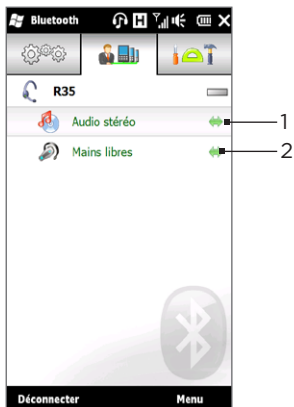 Bluetooth H
R35
Audio stéréo 1
Mains libres 2
Déconnecter Menu